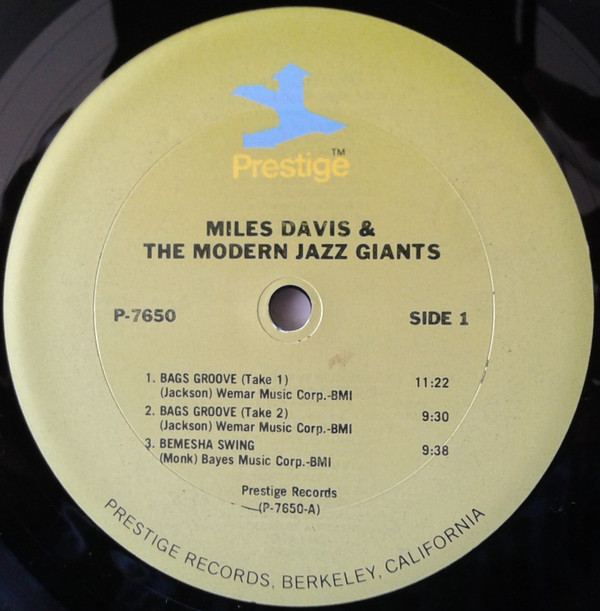 Prestige™
MILES DAVIS &
THE MODERN JAZZ GIANTS
P-7650
SIDE 1
1. BAGS GROOVE (Take 1) 11:22
(Jackson) Wemar Music Corp.-BMI
2. BAGS GROOVE (Take 2) 9:30
(Jackson) Wemar Music Corp.-BMI
3. BEMESHA SWING 9:38
(Monk) Bayes Music Corp.-BMI
Prestige Records
(P-7650-A)
PRESTIGE RECORDS, BERKELEY, CALIFORNIA